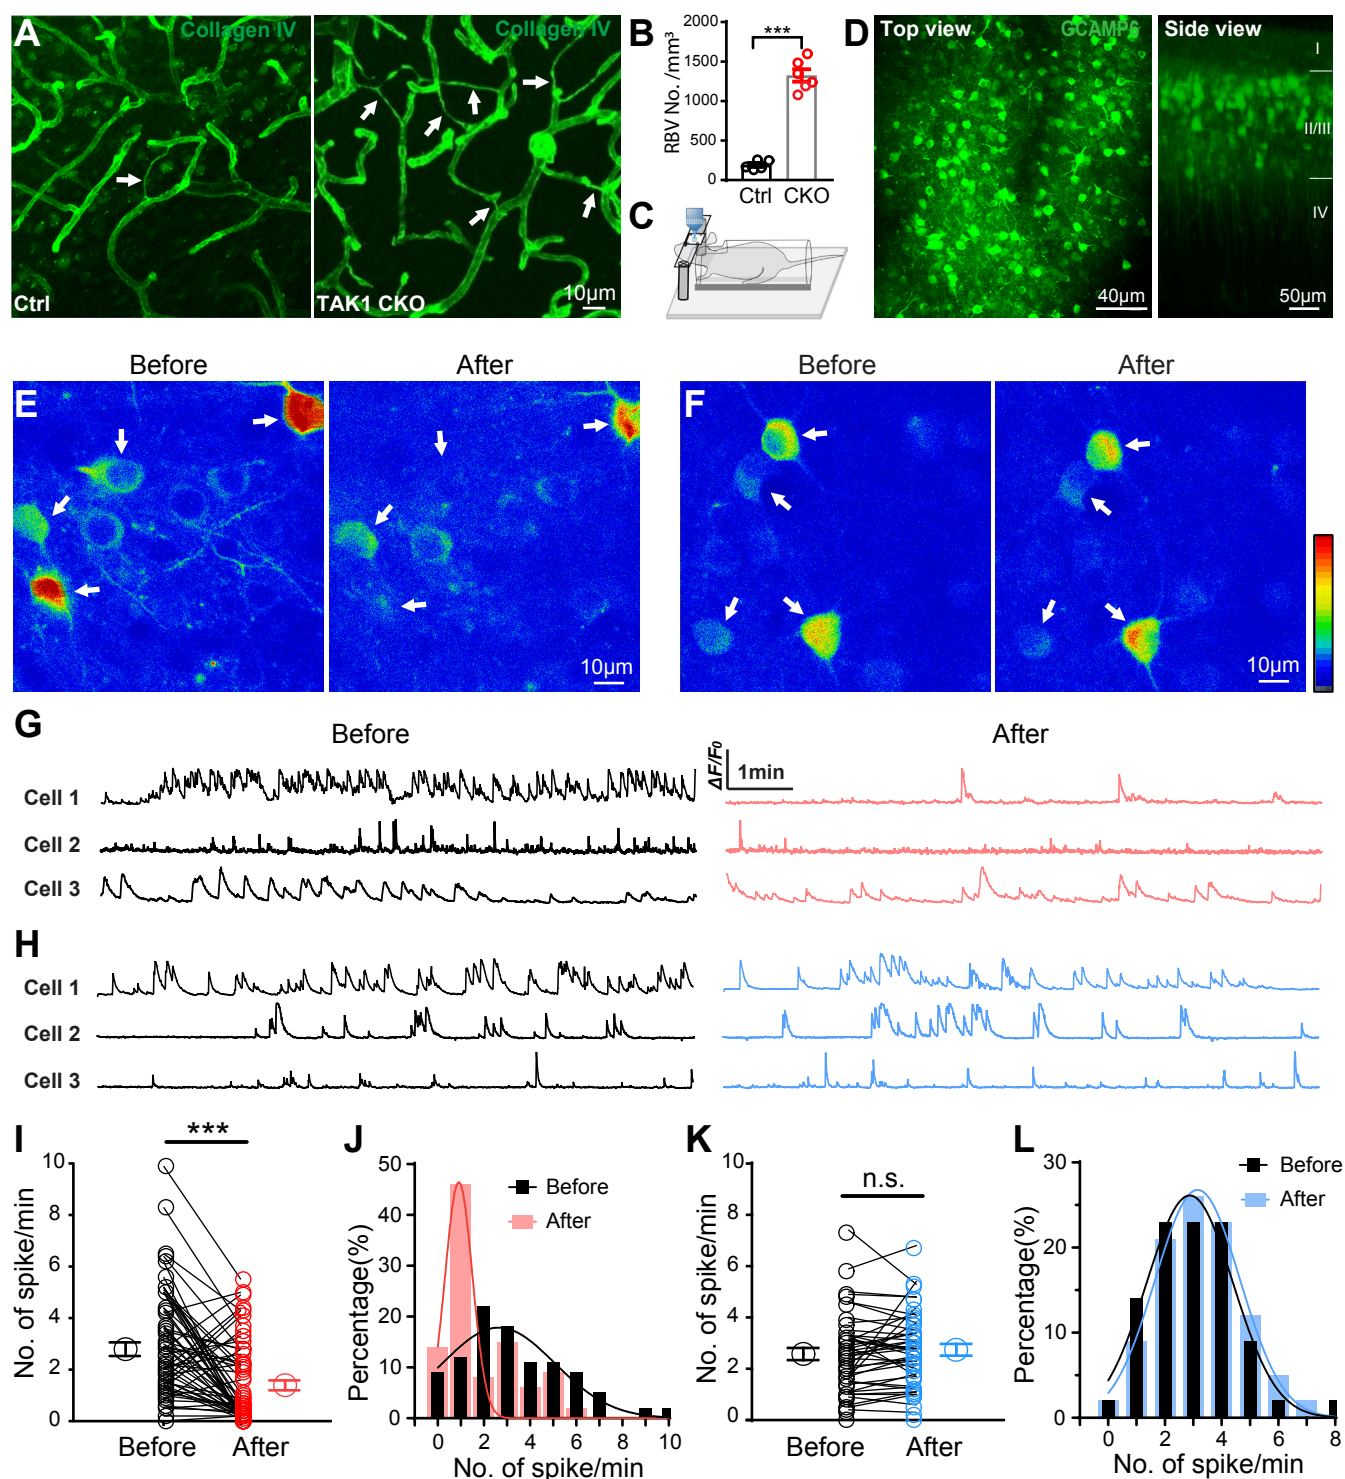 A
Collagen IV
Ctrl
Collagen IV
TAK1 CKO
10μm
B
RBV No. /mm³
2000
1500
1000
500
0
***
Ctrl CKO
C
D
Top view
GCAMP6
40μm
Side view
I
II/III
IV
50μm
Before
After
E
10μm
Before
After
F
10μm
G
Before
After
ΔF/F0
1min
Cell 1
Cell 2
Cell 3
H
Cell 1
Cell 2
Cell 3
I
***
No. of spike/min
10
8
6
4
2
0
Before After
J
Percentage(%)
50
40
30
20
10
0
Before
After
0 2 4 6 8 10
No. of spike/min
K
n.s.
No. of spike/min
10
8
6
4
2
0
Before After
L
Percentage(%)
30
20
10
0
Before
After
0 2 4 6 8
No. of spike/min